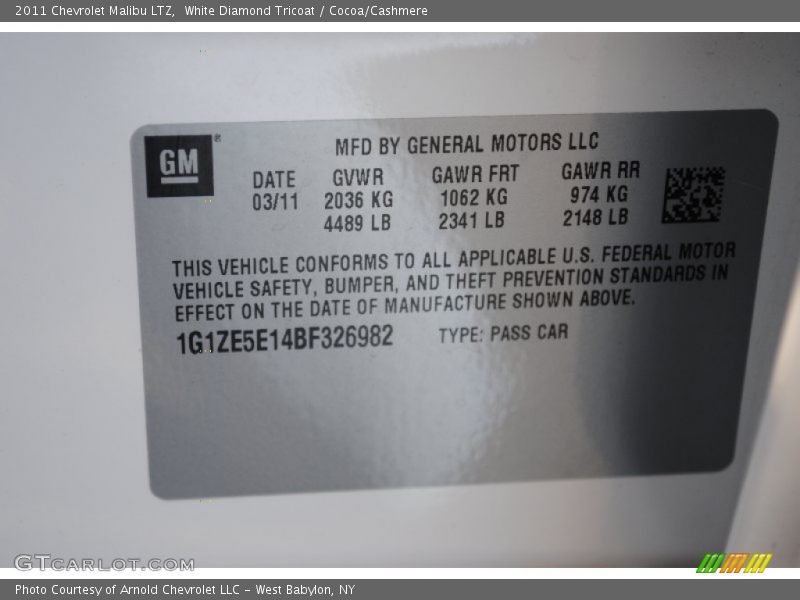 2011 Chevrolet Malibu LTZ, White Diamond Tricoat / Cocoa/Cashmere
GM®
MFD BY GENERAL MOTORS LLC
DATE GVWR GAWR FRT GAWR RR
03/11 2036 KG 1062 KG 974 KG
4489 LB 2341 LB 2148 LB
THIS VEHICLE CONFORMS TO ALL APPLICABLE U.S. FEDERAL MOTOR
VEHICLE SAFETY, BUMPER, AND THEFT PREVENTION STANDARDS IN
EFFECT ON THE DATE OF MANUFACTURE SHOWN ABOVE.
1G1ZE5E14BF326982 TYPE: PASS CAR
GTCARLOT.COM
Photo Courtesy of Arnold Chevrolet LLC - West Babylon, NY